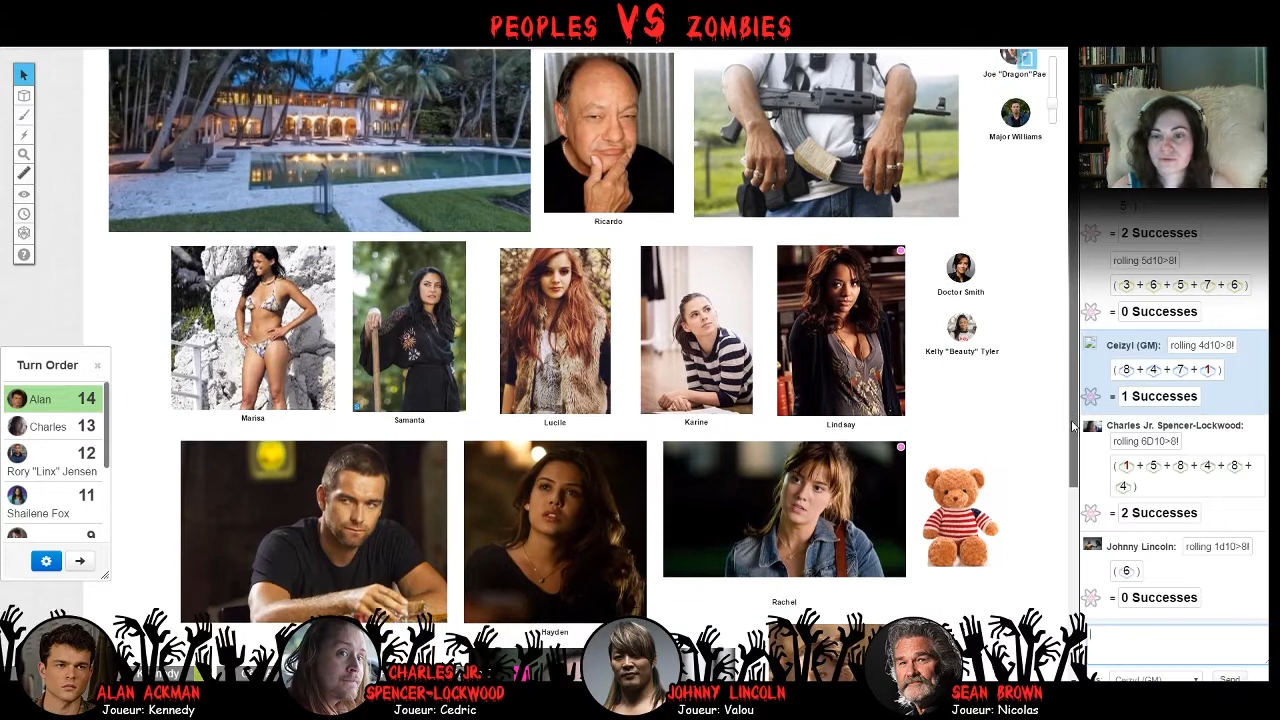 PEOPLES VS ZOMBIES
Joe "Dragon"Pae
Major Williams
Ricardo
Marisa
Samanta
Lucile
Karine
Lindsay
Doctor Smith
Kelly "Beauty" Tyler
Hayden
Rachel
Turn Order ×
Alan 14
Charles 13
12
Rory "Linx" Jensen
11
Shailene Fox
9
5 )
= 2 Successes
rolling 5d10>8!
( 3 + 6 + 5 + 7 + 6 )
= 0 Successes
Ceizyl (GM): rolling 4d10>8!
( 8 + 4 + 7 + 1 )
= 1 Successes
Charles Jr. Spencer-Lockwood:
rolling 6D10>8!
( 1 + 5 + 8 + 4 + 8 +
4 )
= 2 Successes
Johnny Lincoln: rolling 1d10>8!
( 6 )
= 0 Successes
Ceizyl (GM) Send
ALAN ACKMAN
Joueur: Kennedy
CHARLES JR.
SPENCER-LOCKWOOD
Joueur: Cedric
JOHNNY LINCOLN
Joueur: Valou
SEAN BROWN
Joueur: Nicolas